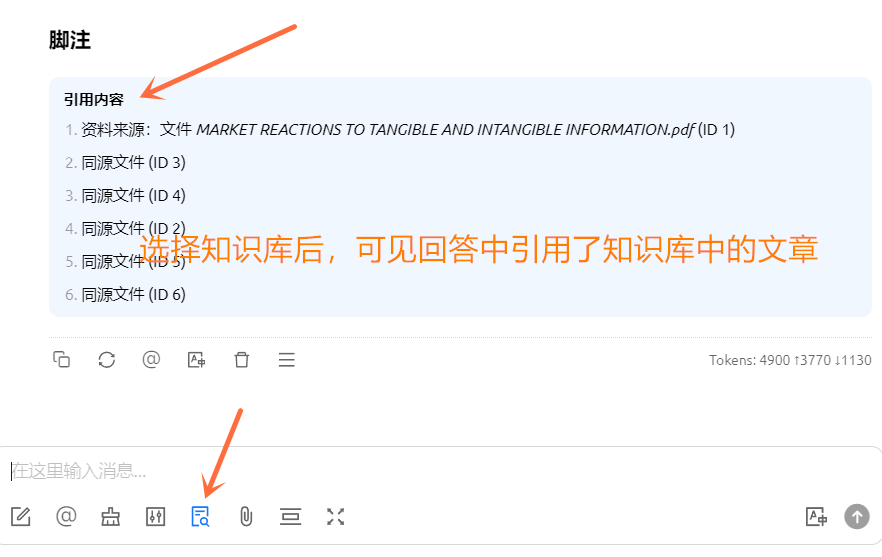 脚注
引用内容
1. 资料来源：文件 MARKET REACTIONS TO TANGIBLE AND INTANGIBLE INFORMATION.pdf (ID 1)
2. 同源文件 (ID 3)
3. 同源文件 (ID 4)
4. 同源文件 (ID 2)
选择知识库后，可见回答中引用了知识库中的文章
5. 同源文件 (ID 5)
6. 同源文件 (ID 6)
Tokens: 4900 ↑3770 ↓1130
在这里输入消息...